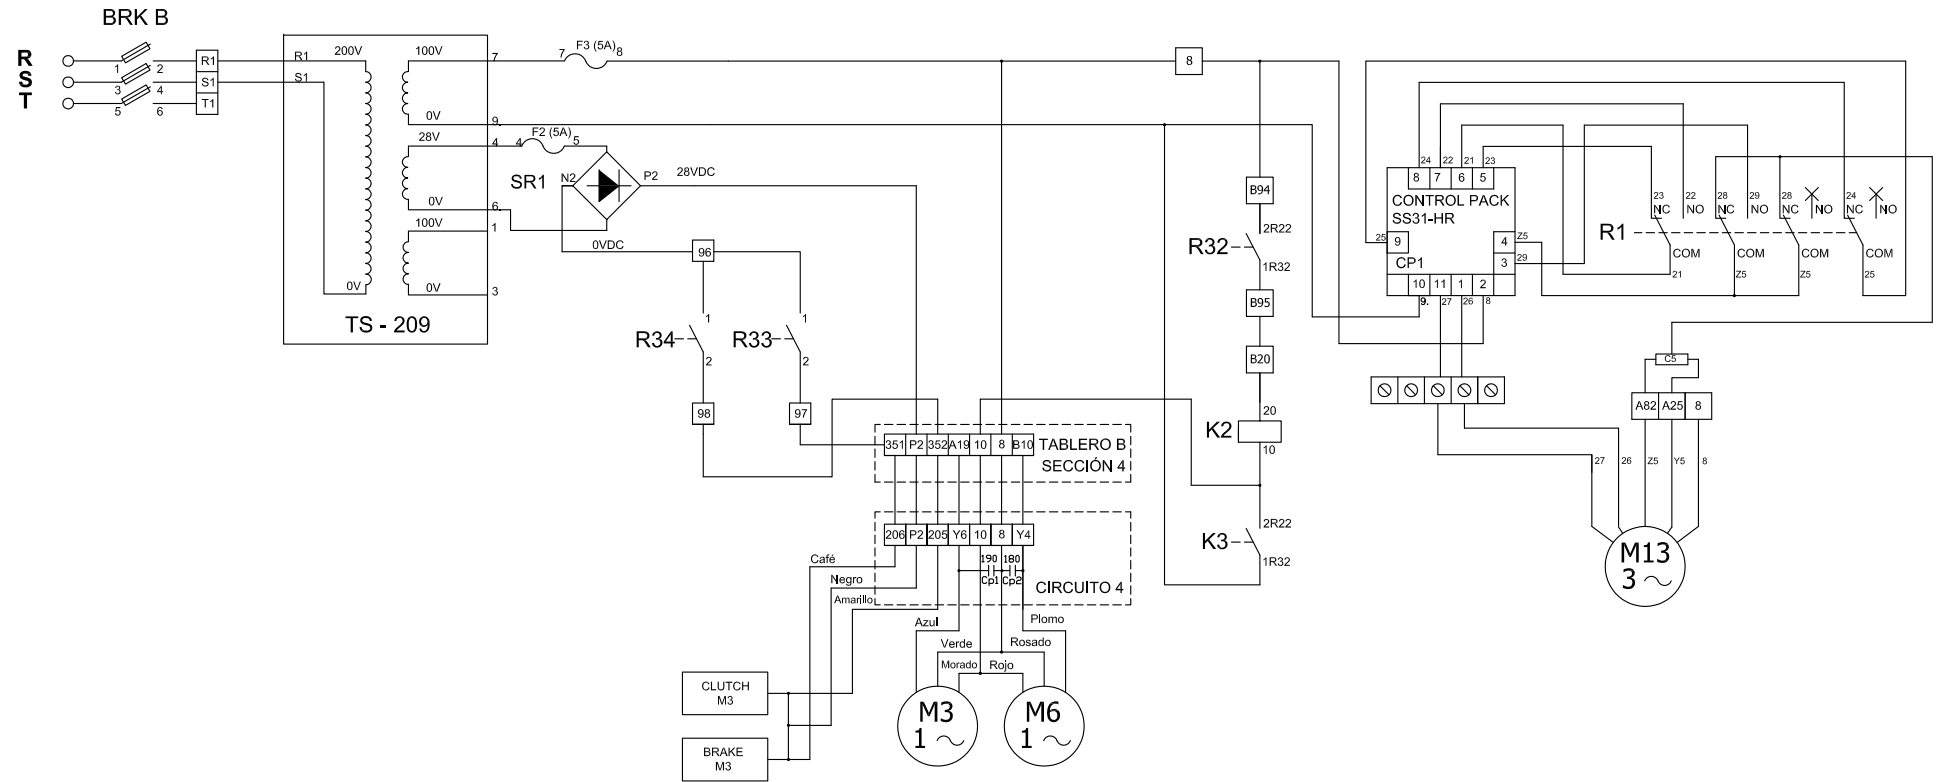 BRK B
R
S
T
1
2
3
4
5
6
R1
S1
T1
R1
S1
200V
0V
100V
0V
28V
0V
100V
0V
TS - 209
7
9.
4
6.
1
3
7
F3 (5A)
8
4
F2 (5A)
5
SR1
N2
P2
28VDC
0VDC
96
R34
1
2
R33
1
2
98
97
351
P2
352
A19
10
8
B10
TABLERO B
SECCIÓN 4
206
P2
205
Y6
10
8
Y4
190
180
Cp1
Cp2
CIRCUITO 4
Café
Negro
Amarillo
Azul
Plomo
Verde
Rosado
Morado
Rojo
CLUTCH
M3
BRAKE
M3
M3
1
M6
1
8
B94
R32
2R22
1R32
B95
B20
20
K2
10
K3
2R22
1R32
24
22
21
23
8
7
6
5
CONTROL PACK
SS31-HR
25
9
CP1
4
Z5
3
29
10
11
1
2
9.
27
26
8
R1
23
NC
22
NO
COM
21
28
NC
29
NO
COM
Z5
28
NC
NO
COM
Z5
24
NC
NO
COM
25
C5
A82
A25
8
27
26
Z5
Y5
8
M13
3